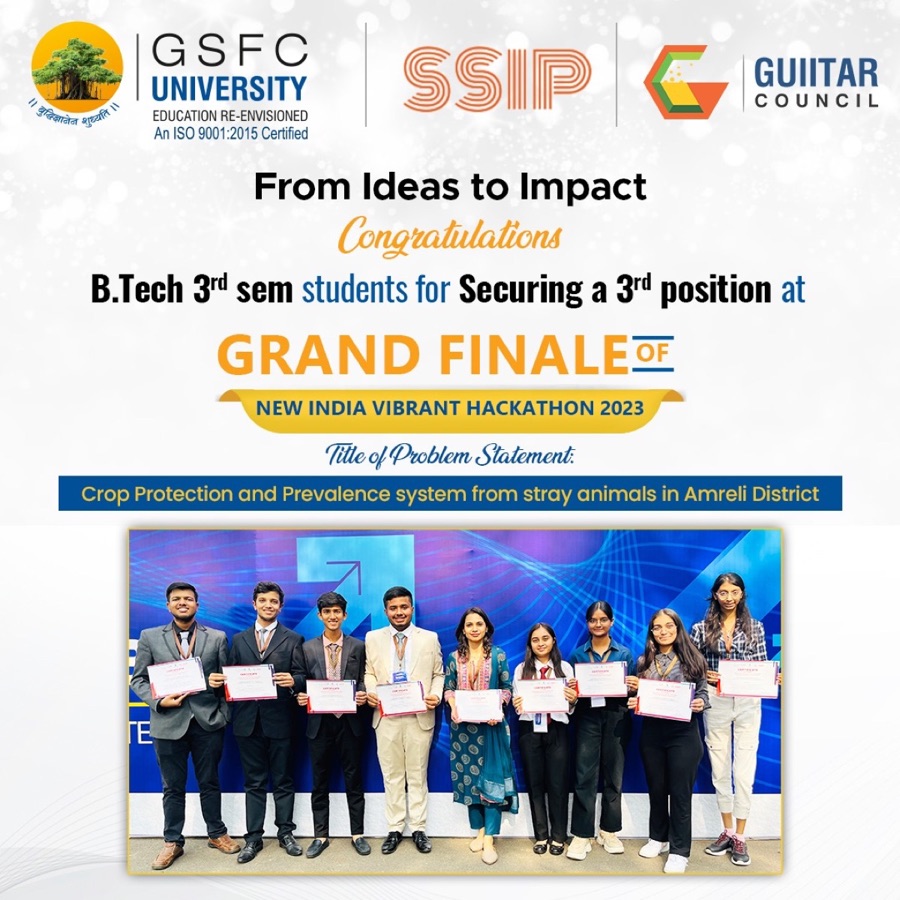 GSFC
UNIVERSITY
EDUCATION RE-ENVISIONED
An ISO 9001:2015 Certified
SSIP
GUIITAR
COUNCIL
From Ideas to Impact
Congratulations
B.Tech 3rd sem students for Securing a 3rd position at
GRAND FINALE OF
NEW INDIA VIBRANT HACKATHON 2023
Title of Problem Statement:
Crop Protection and Prevalence system from stray animals in Amreli District
TE